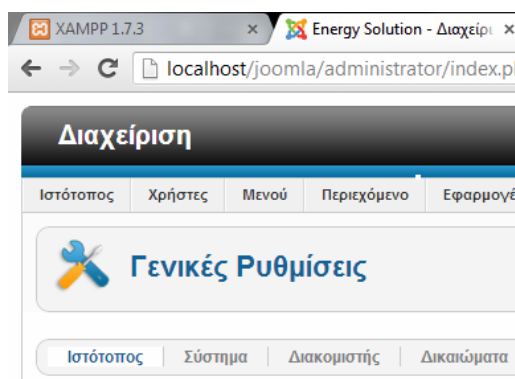 XAMPP 1.7.3 Energy Solution - Διαχείρι
localhost/joomla/administrator/index.p
Διαχείριση
Ιστότοπος Χρήστες Μενού Περιεχόμενο Εφαρμογέ
Γενικές Ρυθμίσεις
Ιστότοπος Σύστημα Διακομιστής Δικαιώματα